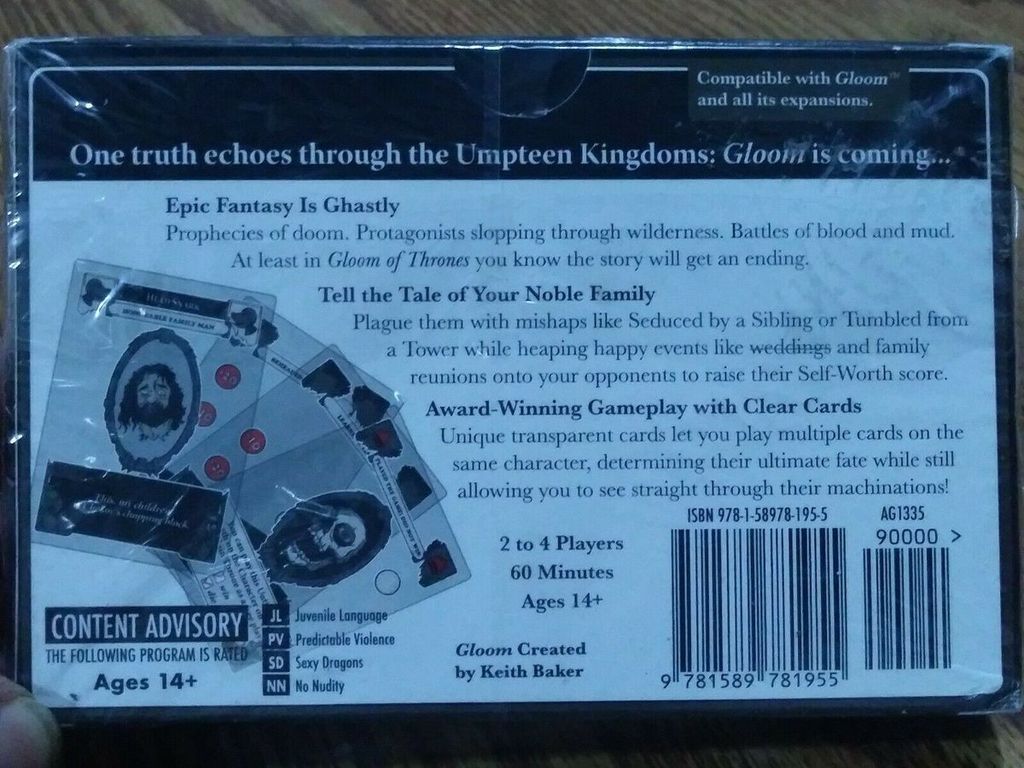 Compatible with Gloom™
and all its expansions.
One truth echoes through the Umpteen Kingdoms: Gloom is coming...
Epic Fantasy Is Ghastly
Prophecies of doom. Protagonists slopping through wilderness. Battles of blood and mud.
At least in Gloom of Thrones you know the story will get an ending.
Tell the Tale of Your Noble Family
Plague them with mishaps like Seduced by a Sibling or Tumbled from
a Tower while heaping happy events like weddings and family
reunions onto your opponents to raise their Self-Worth score.
Award-Winning Gameplay with Clear Cards
Unique transparent cards let you play multiple cards on the
same character, determining their ultimate fate while still
allowing you to see straight through their machinations!
HONORABLE FAMILY MAN
2 to 4 Players
60 Minutes
Ages 14+
Gloom Created
by Keith Baker
ISBN 978-1-58978-195-5
AG1335
90000 >
9 781589 781955
CONTENT ADVISORY
THE FOLLOWING PROGRAM IS RATED
Ages 14+
JL Juvenile Language
PV Predictable Violence
SD Sexy Dragons
NN No Nudity